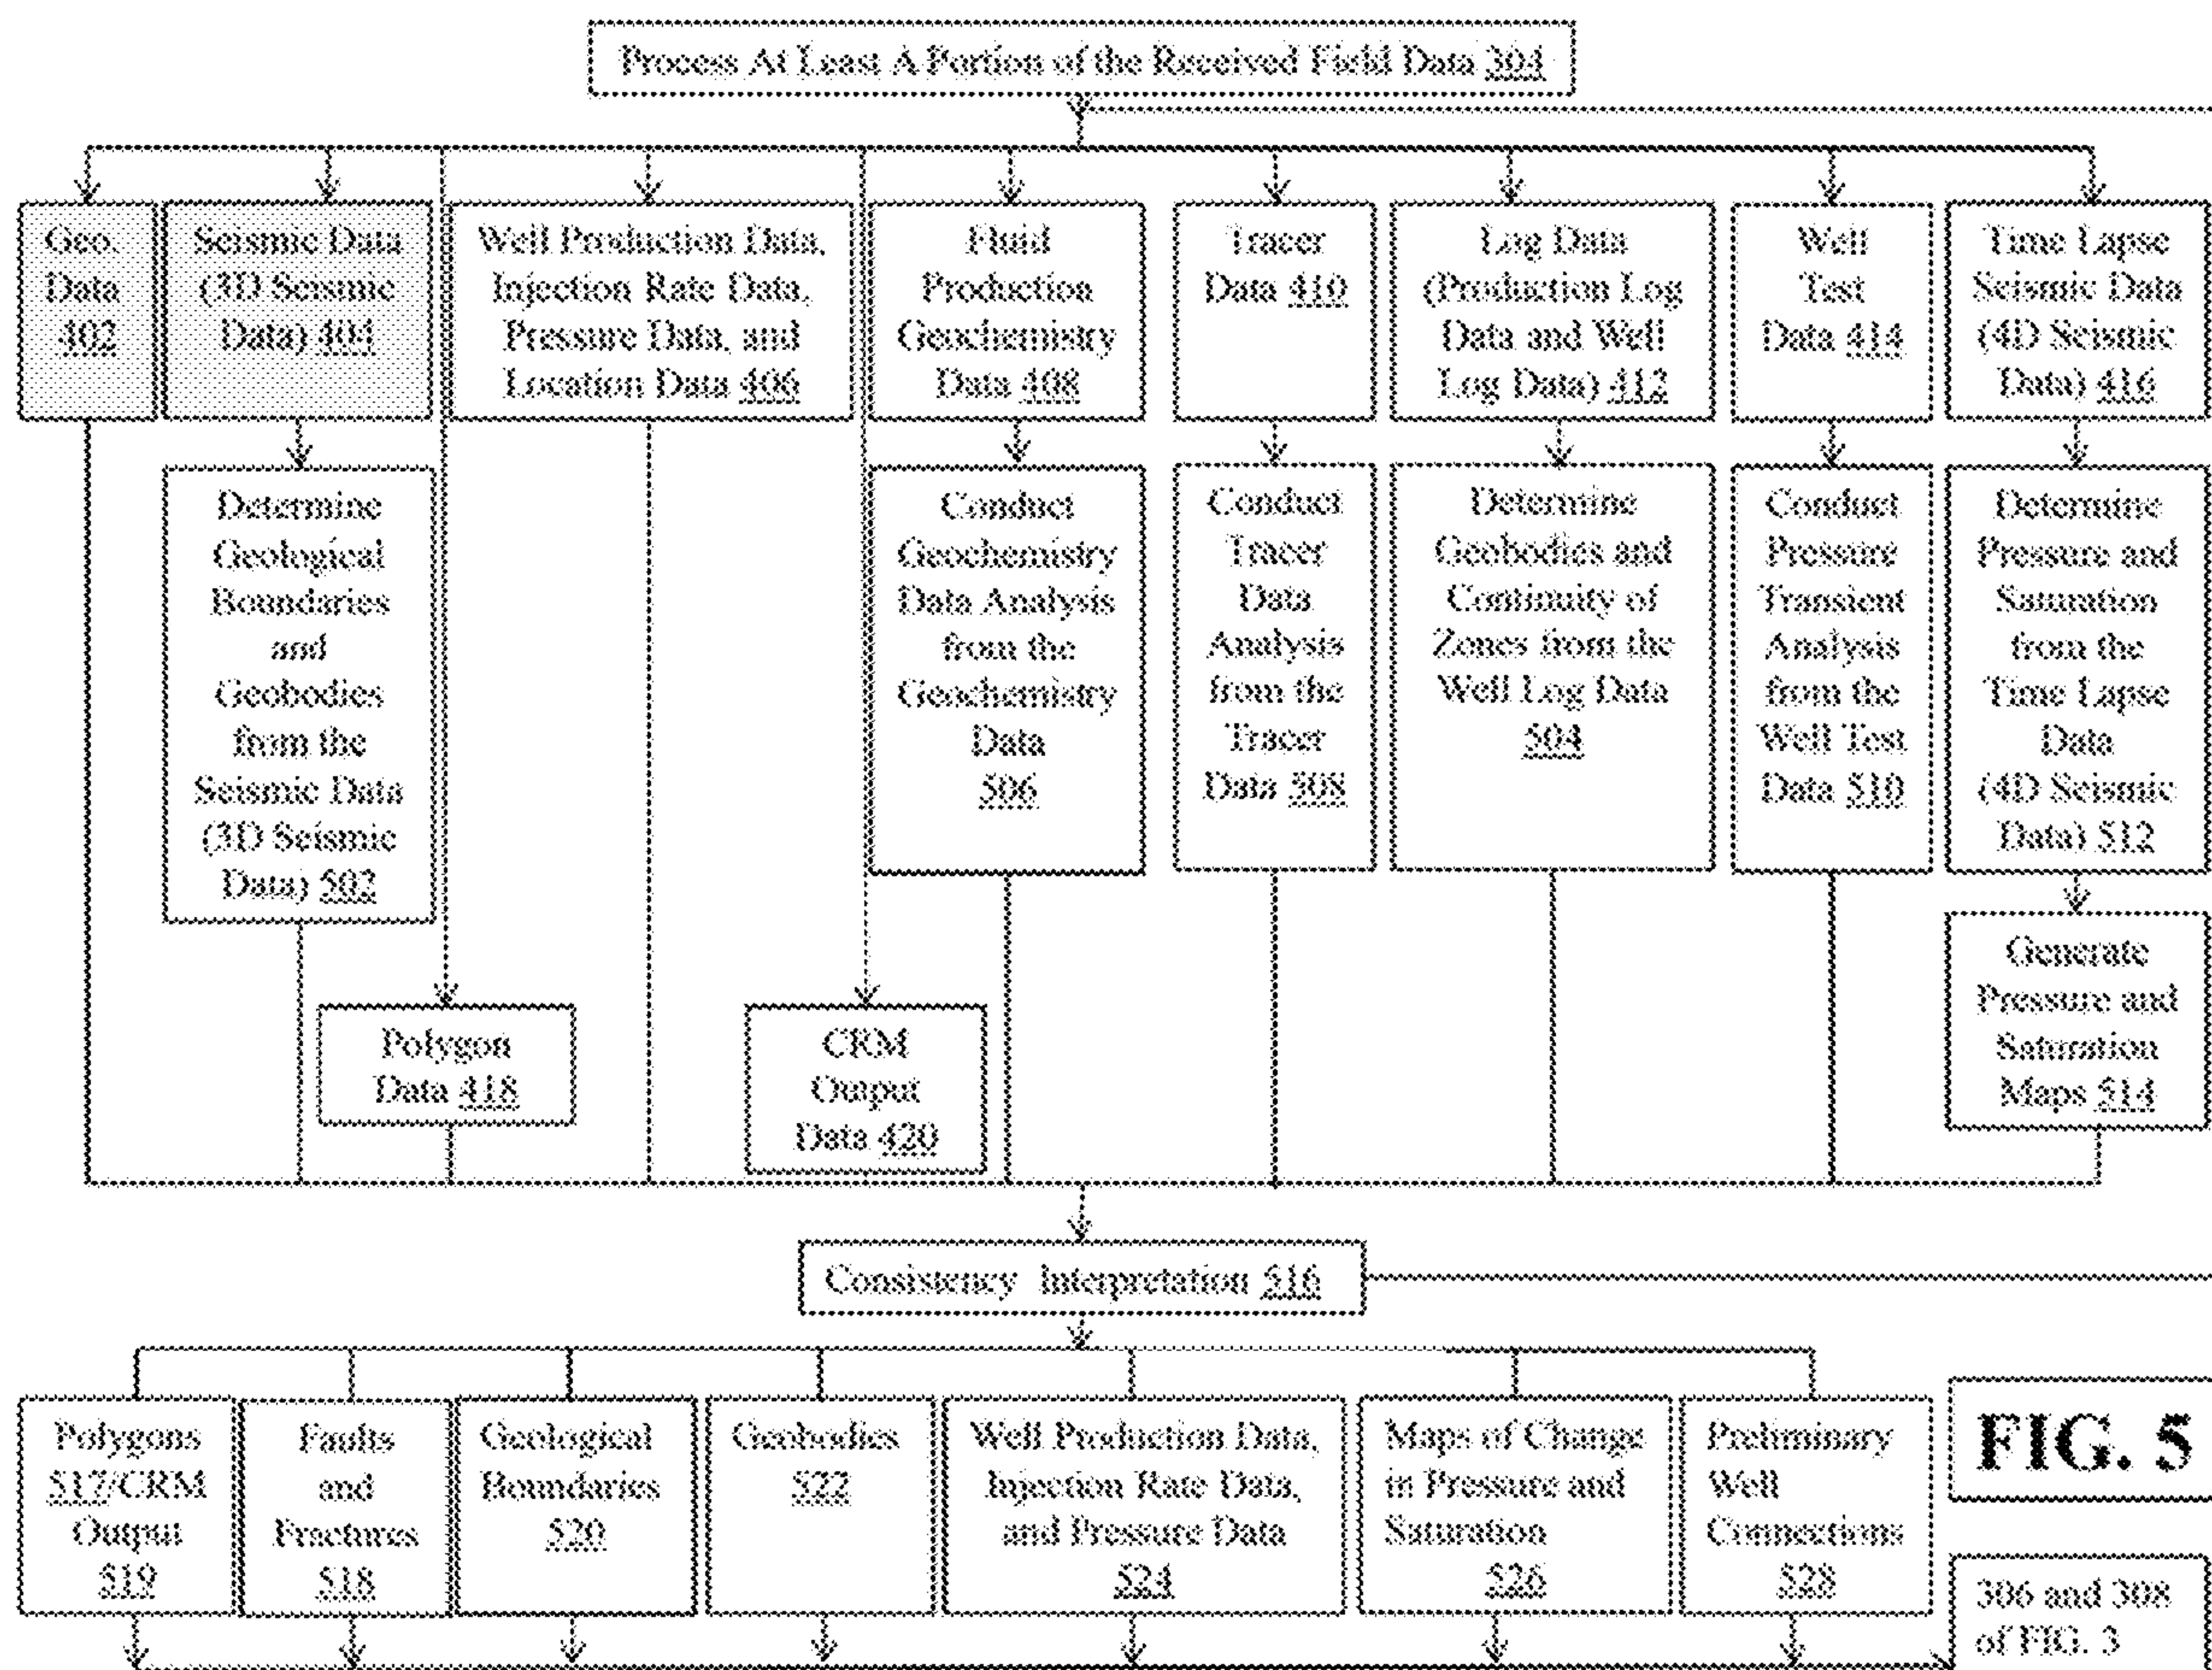 Process At Least A Portion of the Received Field Data 304
Geo.
Data
402
Seismic Data
(3D Seismic
Data) 404
Well Production Data,
Injection Rate Data,
Pressure Data, and
Location Data 406
Fluid
Production
Geochemistry
Data 408
Tracer
Data 410
Log Data
(Production Log
Data and Well
Log Data) 412
Well
Test
Data 414
Time Lapse
Seismic Data
(4D Seismic
Data) 416
Determine
Geological
Boundaries
and
Geobodies
from the
Seismic Data
(3D Seismic
Data) 502
Conduct
Geochemistry
Data Analysis
from the
Geochemistry
Data
506
Conduct
Tracer
Data
Analysis
from the
Tracer
Data 508
Determine
Geobodies and
Continuity of
Zones from the
Well Log Data
504
Conduct
Pressure
Transient
Analysis
from the
Well Test
Data 510
Determine
Pressure and
Saturation
from the
Time Lapse
Data
(4D Seismic
Data) 512
Generate
Pressure and
Saturation
Maps 514
Polygon
Data 418
CRM
Output
Data 420
Consistency Interpretation 516
Polygons
517/CRM
Output
519
Faults
and
Fractures
518
Geological
Boundaries
520
Geobodies
522
Well Production Data,
Injection Rate Data,
and Pressure Data
524
Maps of Change
in Pressure and
Saturation
526
Preliminary
Well
Connections
528
FIG. 5
306 and 308
of FIG. 3